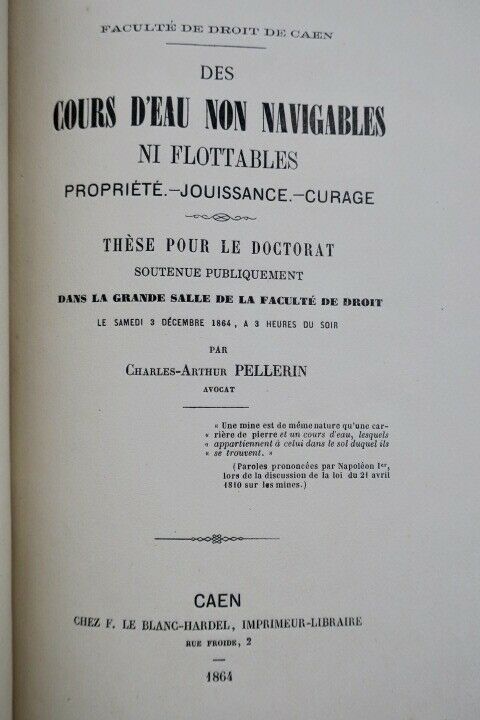 FACULTÉ DE DROIT DE CAEN
DES
COURS D'EAU NON NAVIGABLES
NI FLOTTABLES
PROPRIÉTÉ.—JOUISSANCE.—CURAGE
THÈSE POUR LE DOCTORAT
SOUTENUE PUBLIQUEMENT
DANS LA GRANDE SALLE DE LA FACULTÉ DE DROIT
LE SAMEDI 3 DÉCEMBRE 1864, A 3 HEURES DU SOIR
PAR
CHARLES-ARTHUR PELLERIN
AVOCAT
« Une mine est de même nature qu'une car-
« rière de pierre et un cours d'eau, lesquels
« appartiennent à celui dans le sol duquel ils
« se trouvent. »
(Paroles prononcées par Napoléon Ier,
lors de la discussion de la loi du 21 avril
1810 sur les mines.)
CAEN
CHEZ F. LE BLANC-HARDEL, IMPRIMEUR-LIBRAIRE
RUE FROIDE, 2
1864